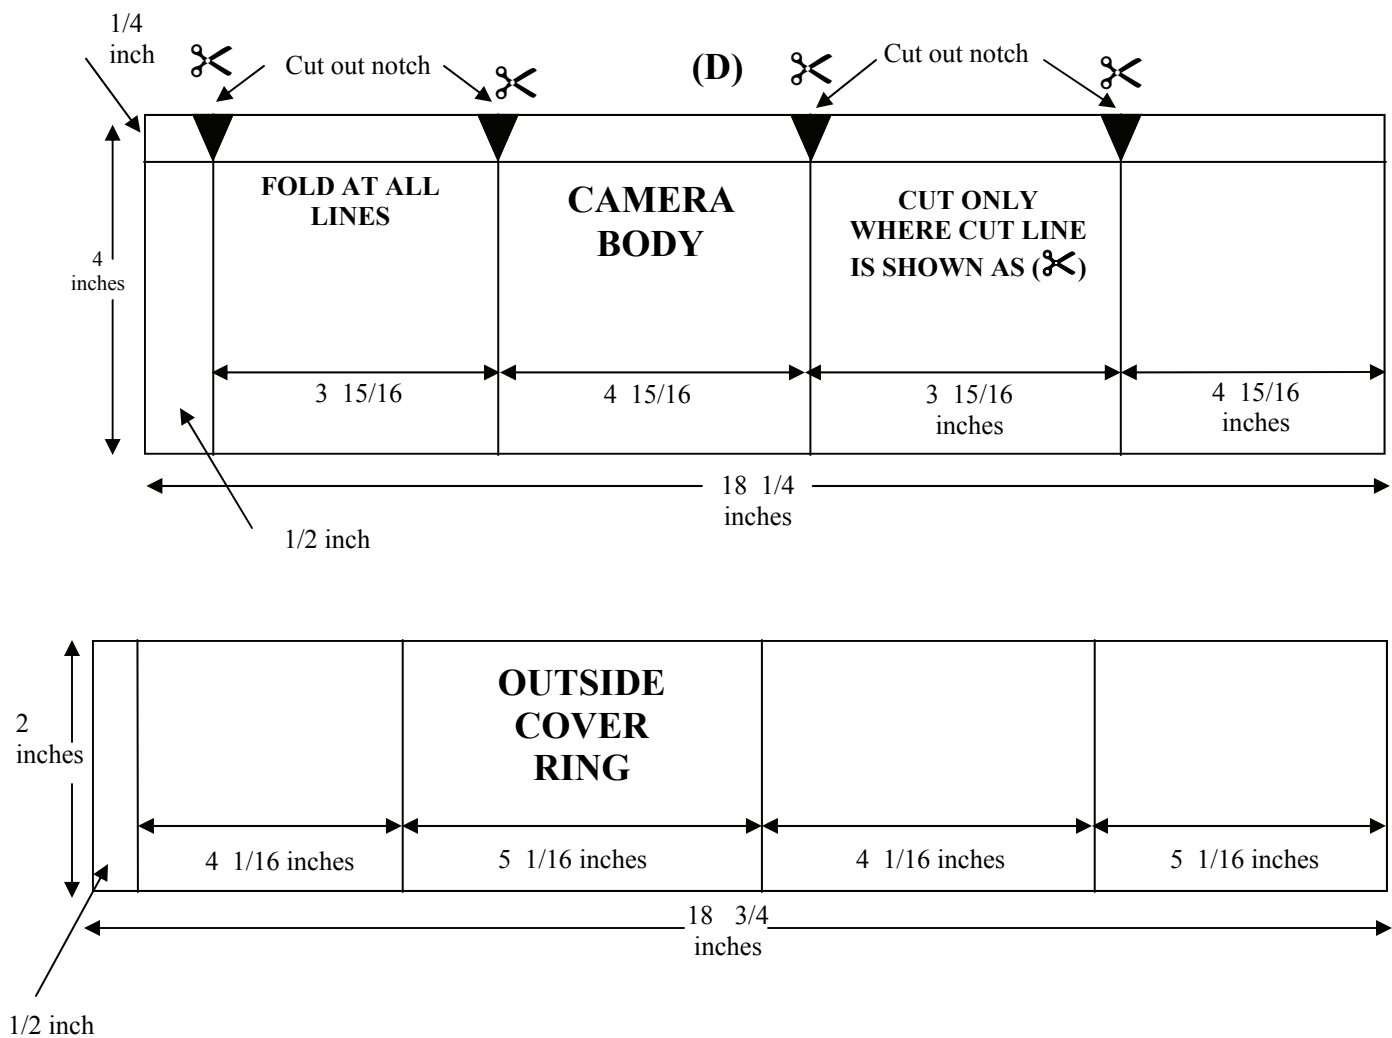 1/4
inch
Cut out notch
(D)
Cut out notch
4
inches
FOLD AT ALL
LINES
CAMERA
BODY
CUT ONLY
WHERE CUT LINE
IS SHOWN AS (✂)
3 15/16
4 15/16
3 15/16
inches
4 15/16
inches
18 1/4
inches
1/2 inch
2
inches
OUTSIDE
COVER
RING
4 1/16 inches
5 1/16 inches
4 1/16 inches
5 1/16 inches
18 3/4
inches
1/2 inch